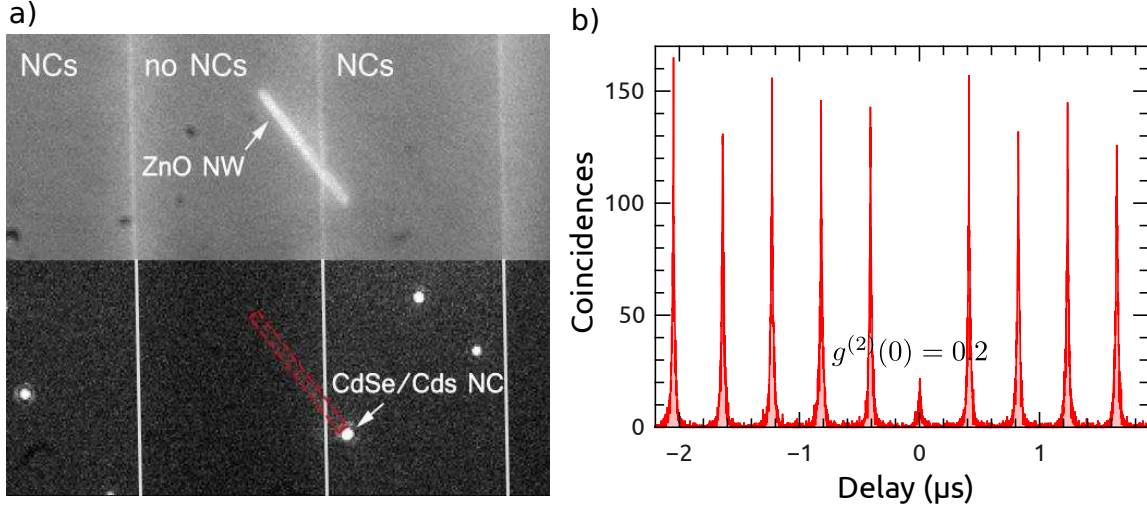 a)
NCs no NCs NCs
ZnO NW
CdSe/Cds NC
b)
150
100
50
0
Coincidences
g⁽²⁾(0) = 0.2
−2 −1 0 1
Delay (µs)